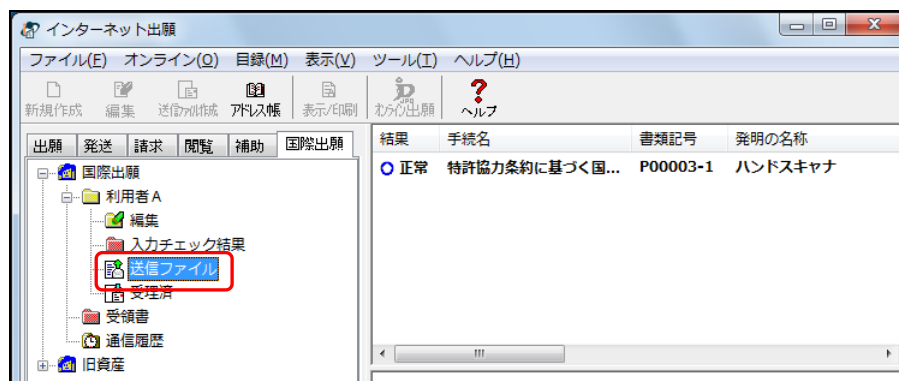 インターネット出願
ファイル(F) オンライン(O) 目録(M) 表示(V) ツール(T) ヘルプ(H)
新規作成 編集 送信ファイル作成 アドレス帳 表示/印刷 オンライン出願 ヘルプ
出願 発送 請求 閲覧 補助 国際出願
結果 手続名 書類記号 発明の名称
正常 特許協力条約に基づく国... P00003-1 ハンドスキャナ
国際出願
利用者A
編集
入力チェック結果
送信ファイル
受理済
受領書
通信履歴
旧資産